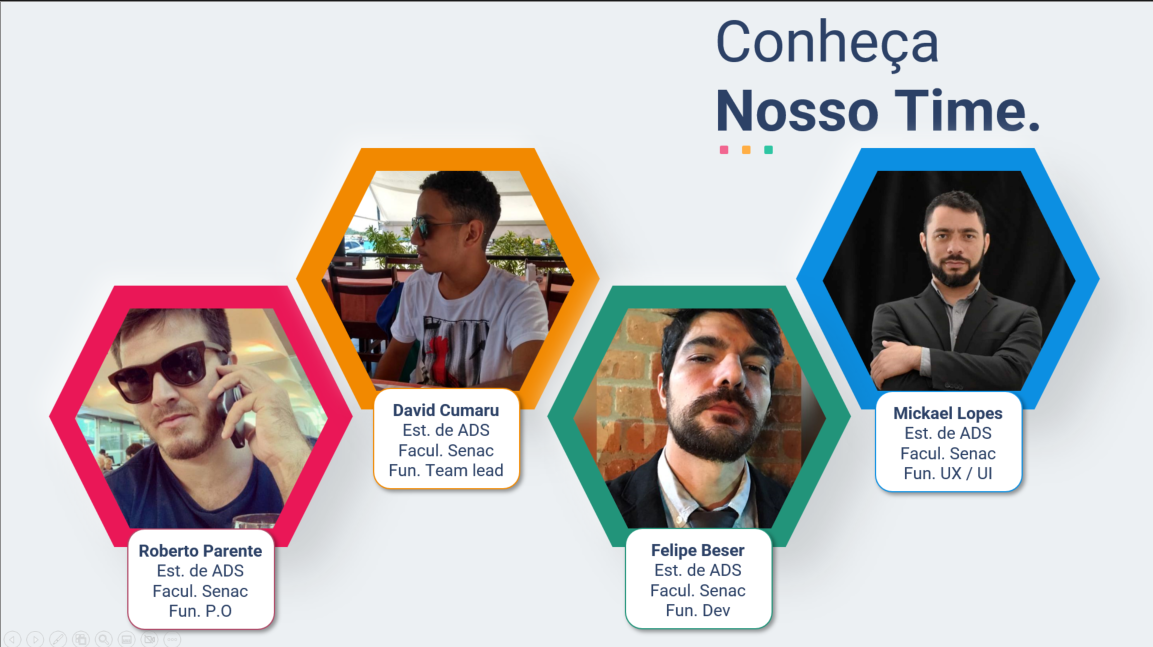 Conheça
Nosso Time.
Roberto Parente
Est. de ADS
Facul. Senac
Fun. P.O
David Cumaru
Est. de ADS
Facul. Senac
Fun. Team lead
Felipe Beser
Est. de ADS
Facul. Senac
Fun. Dev
Mickael Lopes
Est. de ADS
Facul. Senac
Fun. UX / UI